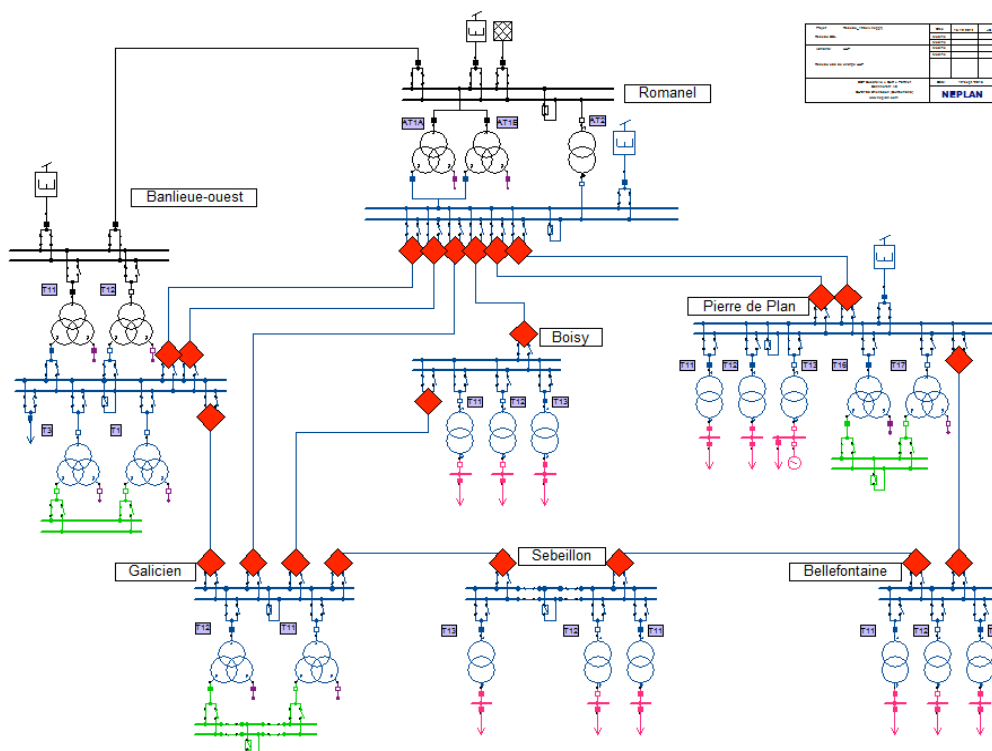 Romanel
AT1A
AT1B
AT2
NEPLAN
Banlieue-ouest
T11
T12
Pierre de Plan
Boisy
T11
T12
T13
T16
T17
T11
T12
T13
T3
T1
Galicien
Sebeillon
Bellefontaine
T12
T11
T13
T12
T11
T11
T12